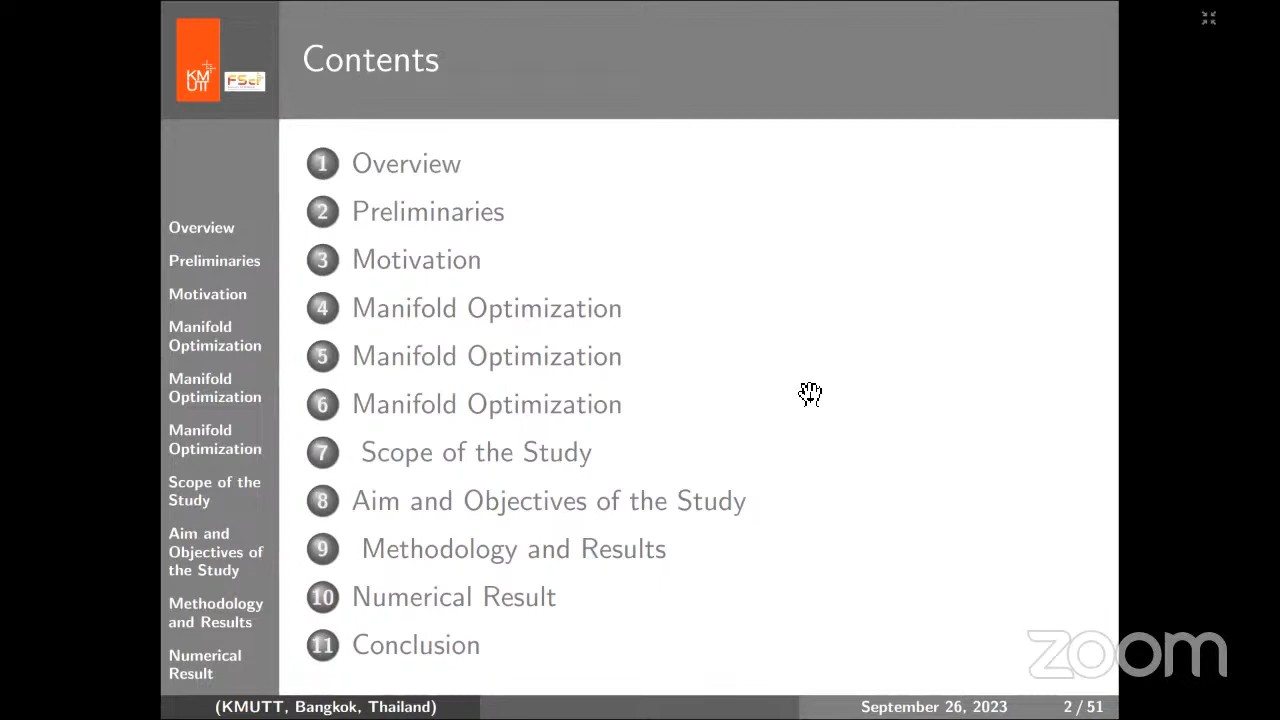 KM
UTT
FSci
Contents
Overview
Preliminaries
Motivation
Manifold
Optimization
Manifold
Optimization
Manifold
Optimization
Scope of the
Study
Aim and
Objectives of
the Study
Methodology
and Results
Numerical
Result
1 Overview
2 Preliminaries
3 Motivation
4 Manifold Optimization
5 Manifold Optimization
6 Manifold Optimization
7 Scope of the Study
8 Aim and Objectives of the Study
9 Methodology and Results
10 Numerical Result
11 Conclusion
zoom
(KMUTT, Bangkok, Thailand) September 26, 2023 2 / 51